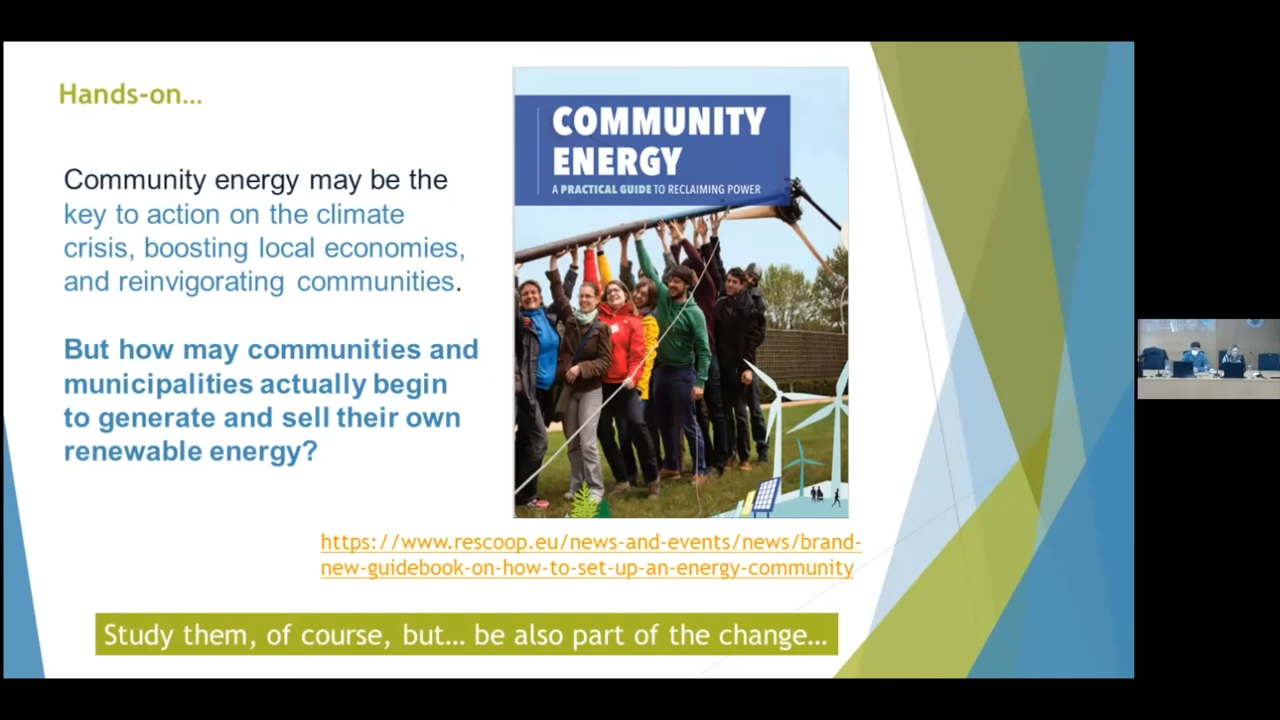 Hands-on...
Community energy may be the
key to action on the climate
crisis, boosting local economies,
and reinvigorating communities.
But how may communities and
municipalities actually begin
to generate and sell their own
renewable energy?
COMMUNITY
ENERGY
A PRACTICAL GUIDE TO RECLAIMING POWER
https://www.rescoop.eu/news-and-events/news/brand-
new-guidebook-on-how-to-set-up-an-energy-community
Study them, of course, but... be also part of the change...